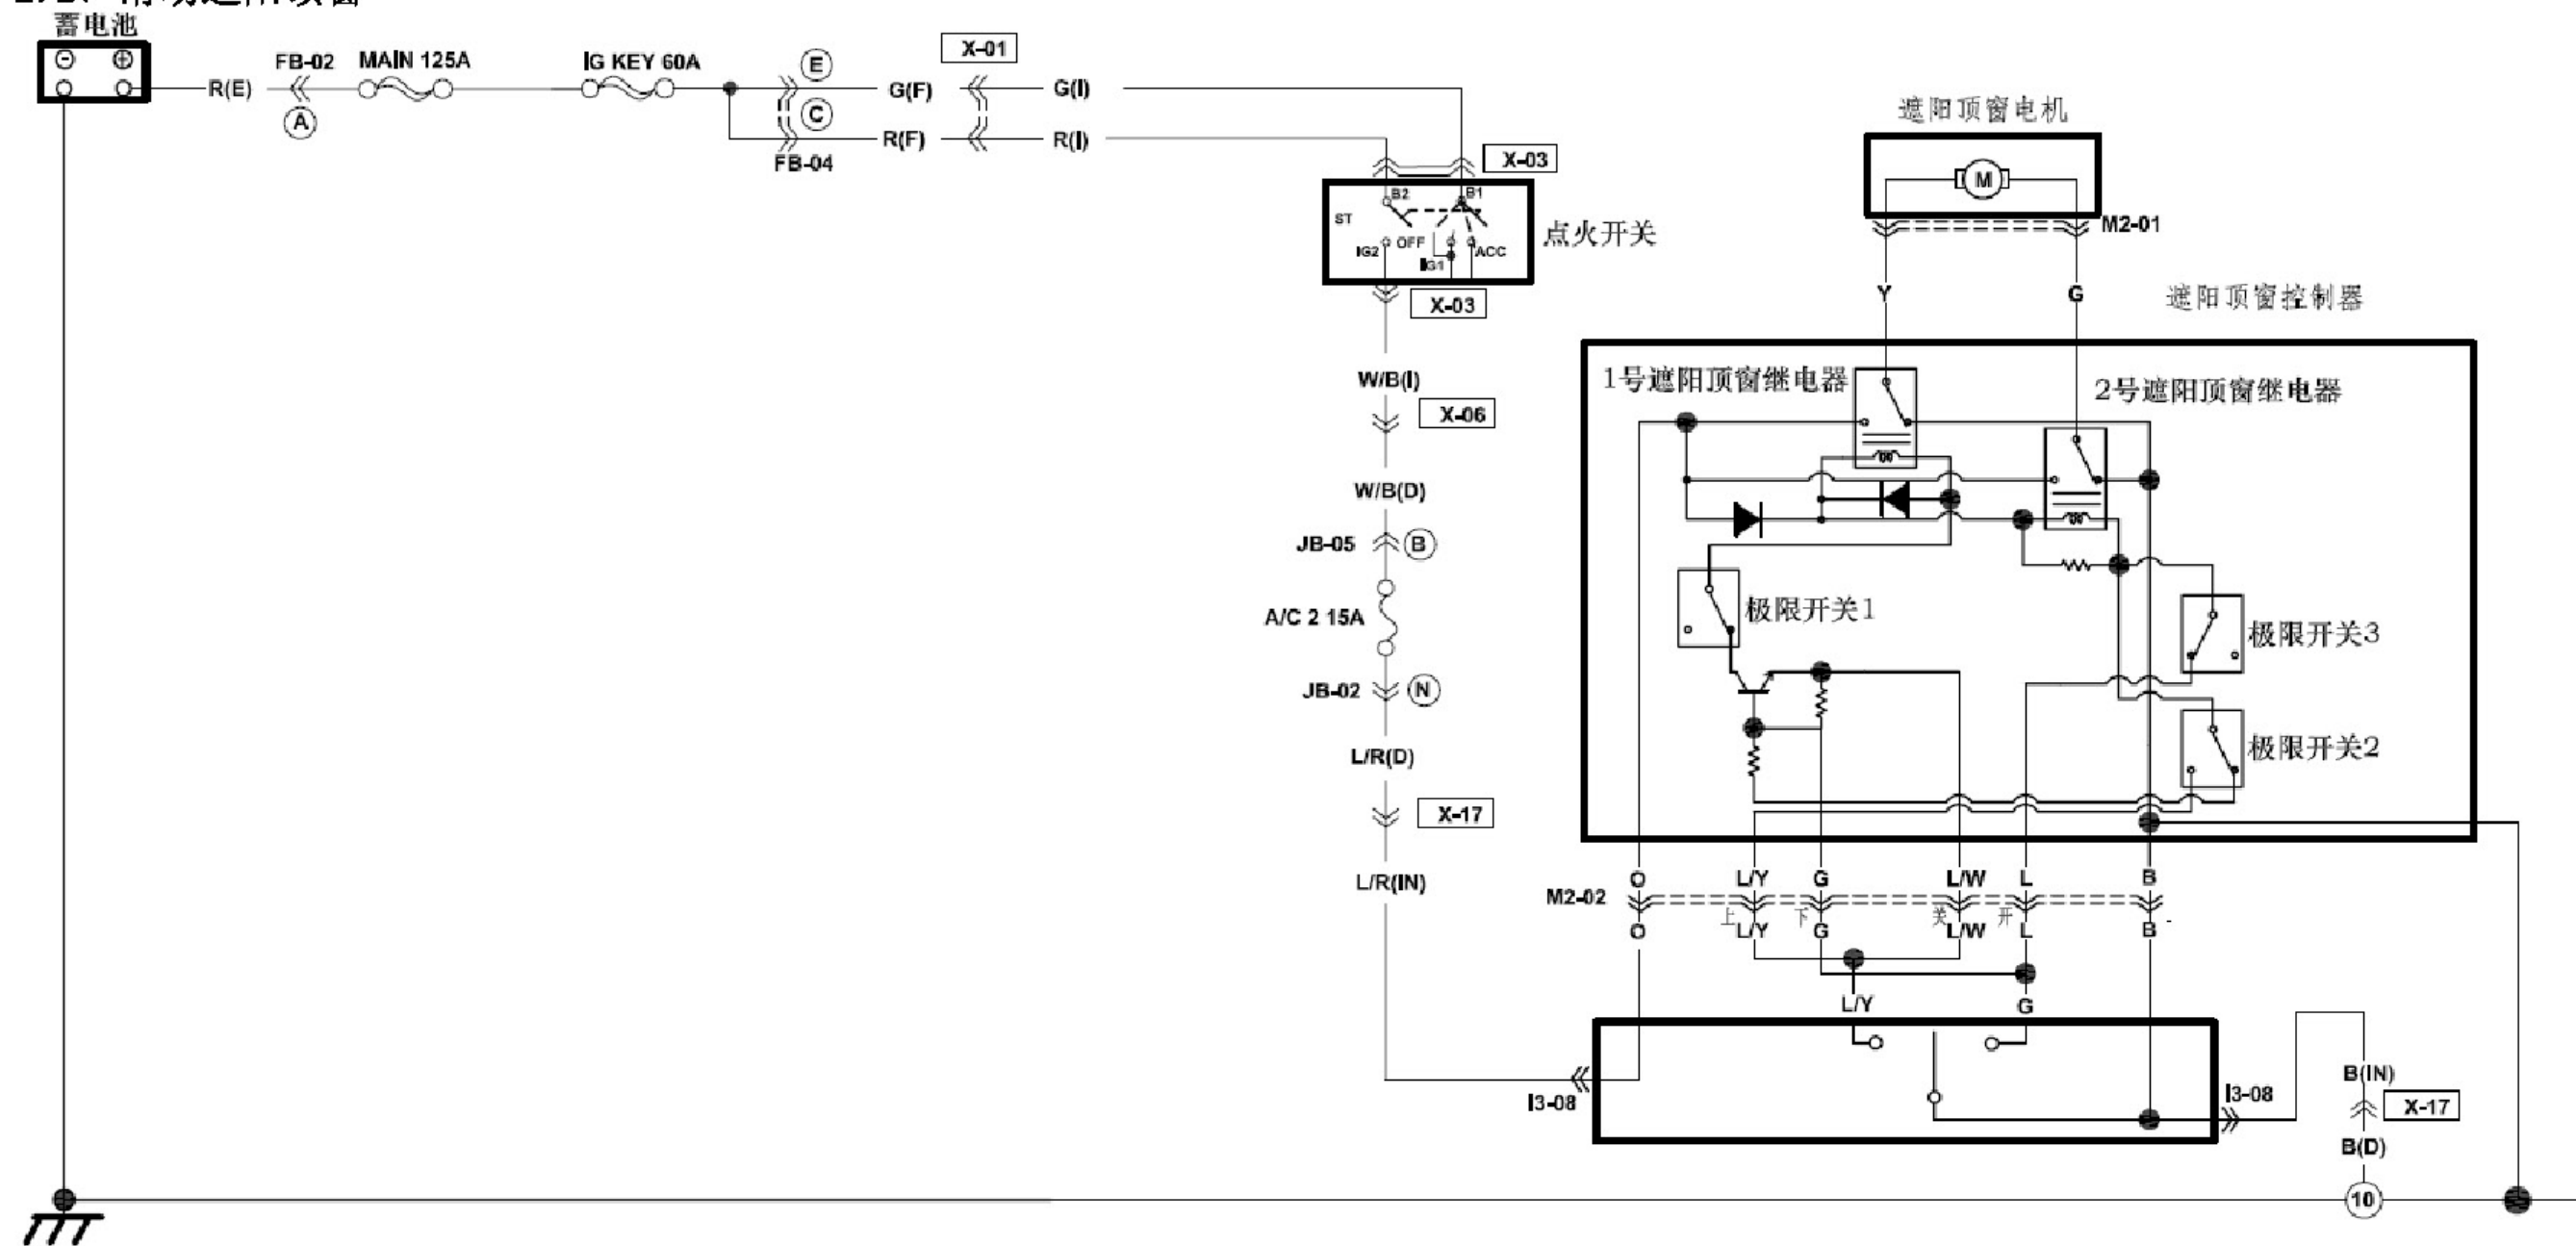 蓄电池
FB-02
MAIN 125A
IG KEY 60A
E
X-01
R(E)
G(F)
G(I)
A
C
R(F)
R(I)
FB-04
遮阳顶窗电机
M
M2-01
X-03
B2
B1
ST
OFF
IG2
IG1
ACC
点火开关
X-03
Y
G
遮阳顶窗控制器
W/B(I)
X-06
1号遮阳顶窗继电器
2号遮阳顶窗继电器
W/B(D)
JB-05
B
A/C 2 15A
极限开关1
极限开关3
JB-02
N
L/R(D)
极限开关2
X-17
L/R(IN)
O
L/Y
G
L/W
L
B
M2-02
上
下
关
开
O
L/Y
G
L/W
L
B
L/Y
G
I3-08
I3-08
B(IN)
X-17
B(D)
10